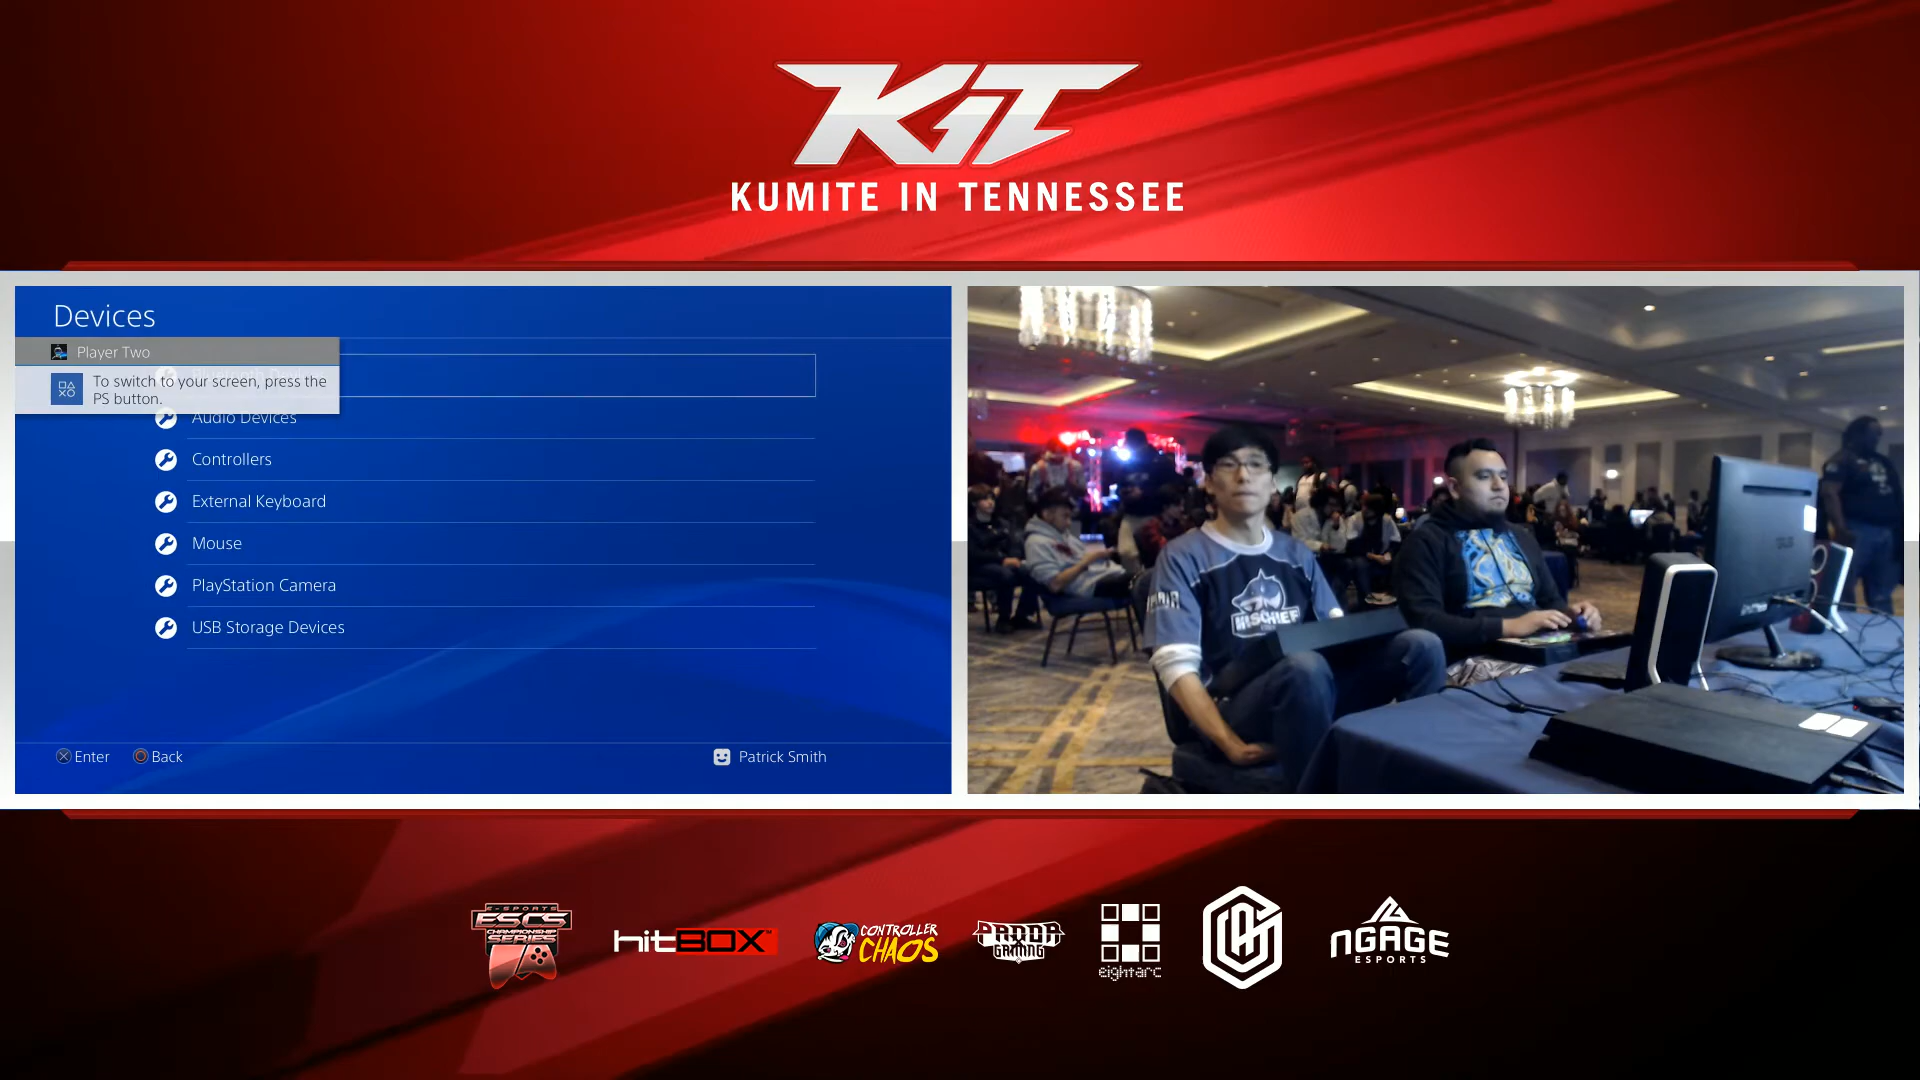 KIT
KUMITE IN TENNESSEE
Devices
Player Two
To switch to your screen, press the
PS button.
Audio Devices
Controllers
External Keyboard
Mouse
PlayStation Camera
USB Storage Devices
Enter
Back
Patrick Smith
MISCHIEF
E-SPORTS
ESCS
CHAMPIONSHIP
SERIES
hitBOX
CONTROLLER
CHAOS
PANDA
GAMING
eightarc
NGAGE
ESPORTS